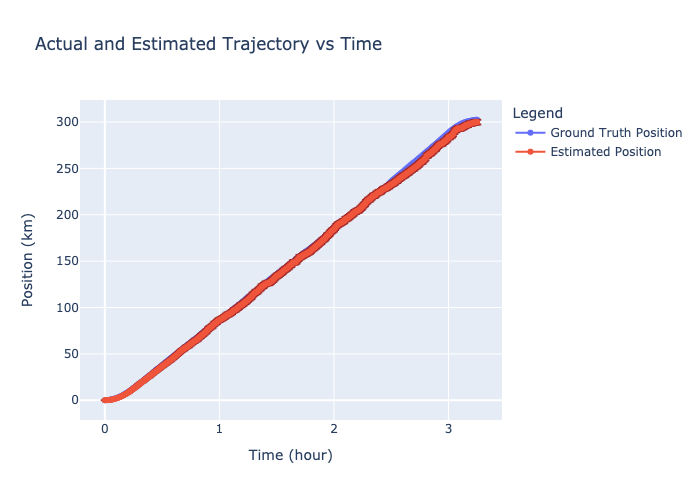 Actual and Estimated Trajectory vs Time
Legend
Ground Truth Position
Estimated Position
Position (km)
300
250
200
150
100
50
0
0 1 2 3
Time (hour)